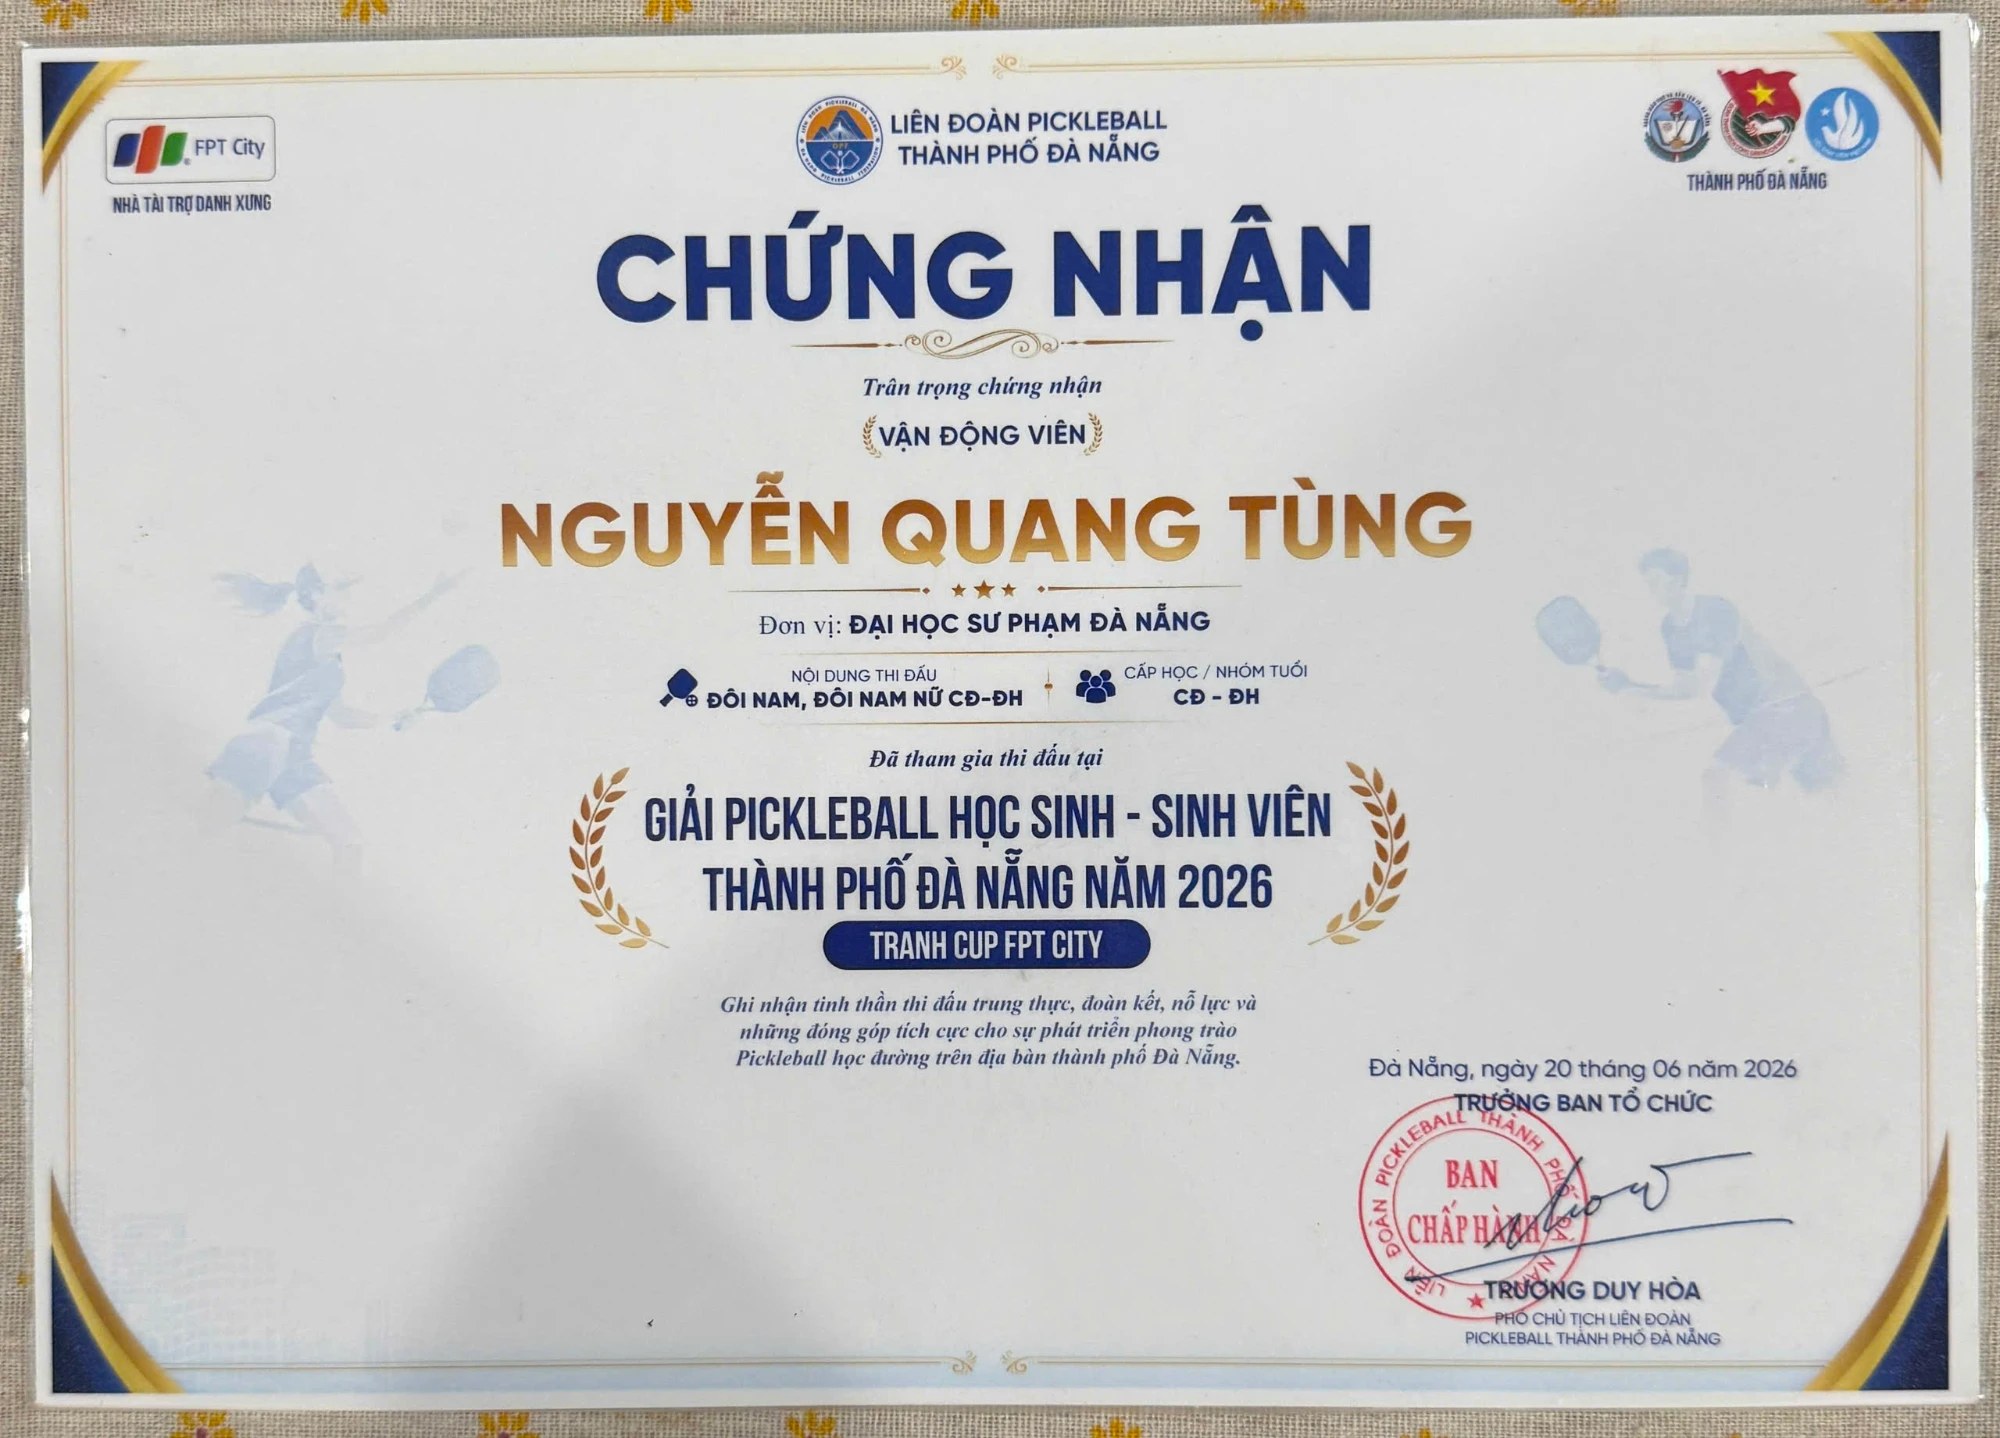 FPT City
NHÀ TÀI TRỢ DANH XƯNG
LIÊN ĐOÀN PICKLEBALL
THÀNH PHỐ ĐÀ NẴNG
THÀNH PHỐ ĐÀ NẴNG
CHỨNG NHẬN
Trân trọng chứng nhận
VẬN ĐỘNG VIÊN
NGUYỄN QUANG TÙNG
Đơn vị: ĐẠI HỌC SƯ PHẠM ĐÀ NẴNG
NỘI DUNG THI ĐẤU
ĐÔI NAM, ĐÔI NAM NỮ CĐ-ĐH
CẤP HỌC / NHÓM TUỔI
CĐ - ĐH
Đã tham gia thi đấu tại
GIẢI PICKLEBALL HỌC SINH - SINH VIÊN
THÀNH PHỐ ĐÀ NẴNG NĂM 2026
TRANH CUP FPT CITY
Ghi nhận tinh thần thi đấu trung thực, đoàn kết, nỗ lực và
những đóng góp tích cực cho sự phát triển phong trào
Pickleball học đường trên địa bàn thành phố Đà Nẵng.
Đà Nẵng, ngày 20 tháng 06 năm 2026
TRƯỞNG BAN TỔ CHỨC
LIÊN ĐOÀN PICKLEBALL THÀNH PHỐ ĐÀ NẴNG
BAN
CHẤP HÀNH
TRƯƠNG DUY HÒA
PHÓ CHỦ TỊCH LIÊN ĐOÀN
PICKLEBALL THÀNH PHỐ ĐÀ NẴNG